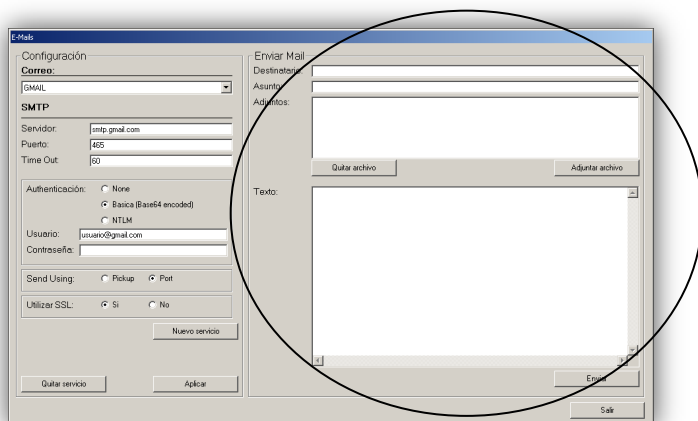 E-Mails
Configuración
Correo:
GMAIL
SMTP
Servidor: smtp.gmail.com
Puerto: 465
Time Out: 60
Authenticación: None
Basica (Base64 encoded)
NTLM
Usuario: usuario@gmail.com
Contraseña:
Send Using: Pickup Port
Utilizar SSL: Si No
Nuevo servicio
Quitar servicio Aplicar
Enviar Mail
Destinatario:
Asunto:
Adjuntos:
Quitar archivo Adjuntar archivo
Texto:
Enviar
Salir